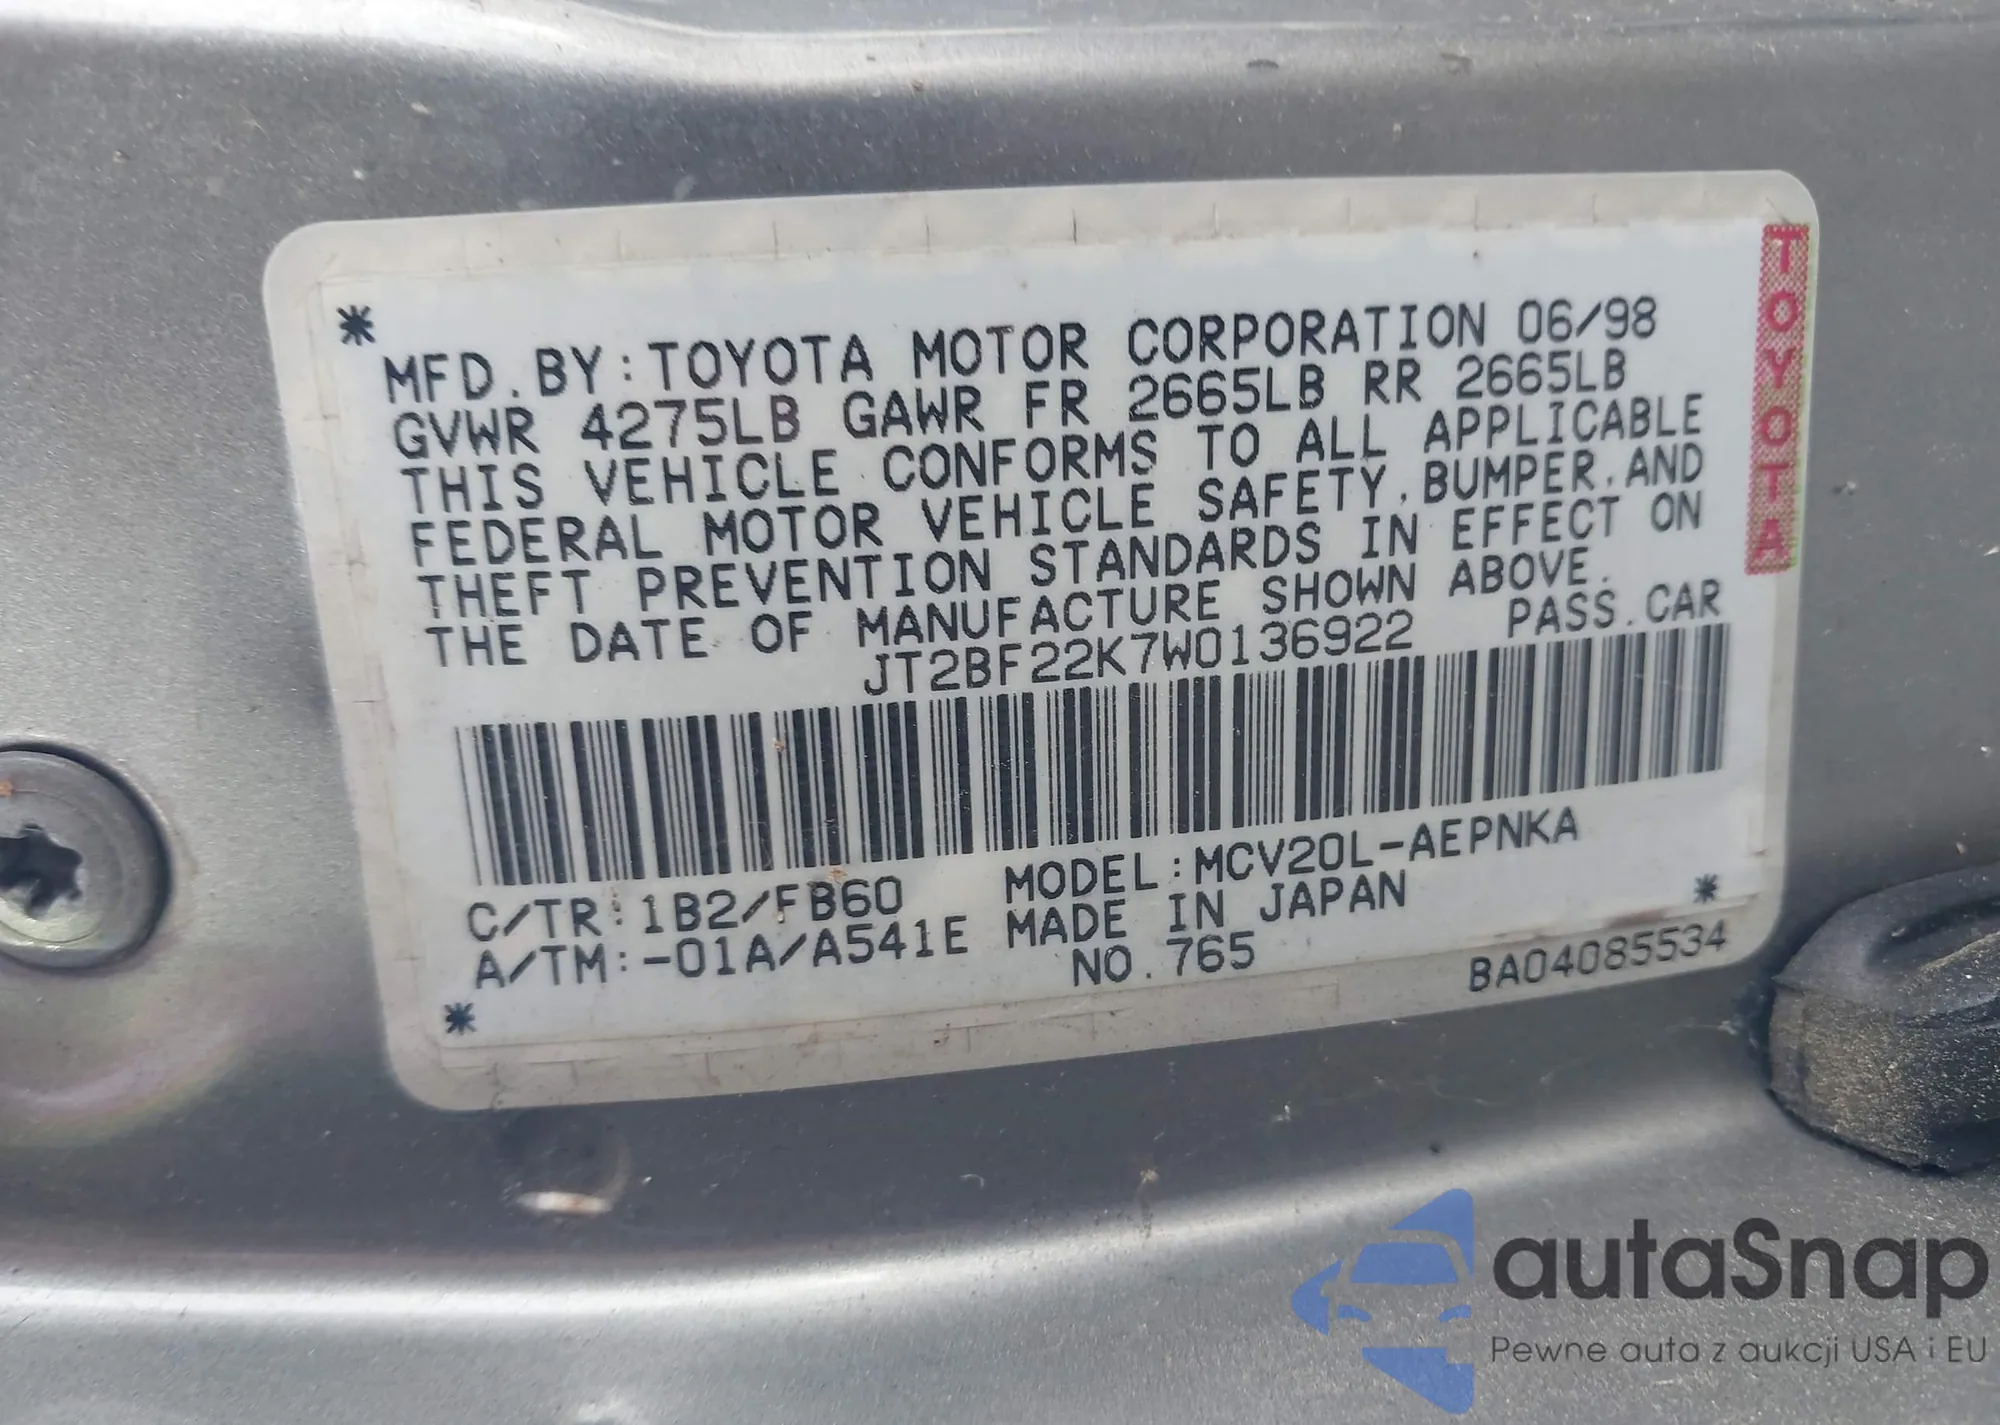 MFD.BY:TOYOTA MOTOR CORPORATION 06/98
GVWR 4275LB GAWR FR 2665LB RR 2665LB
THIS VEHICLE CONFORMS TO ALL APPLICABLE
FEDERAL MOTOR VEHICLE SAFETY,BUMPER,AND
THEFT PREVENTION STANDARDS IN EFFECT ON
THE DATE OF MANUFACTURE SHOWN ABOVE.
JT2BF22K7W0136922 PASS.CAR
C/TR:1B2/FB60 MODEL:MCV20L-AEPNKA
A/TM:-01A/A541E MADE IN JAPAN
NO.765
BA04085534
TOYOTA
autaSnap
Pewne auta z aukcji USA i EU